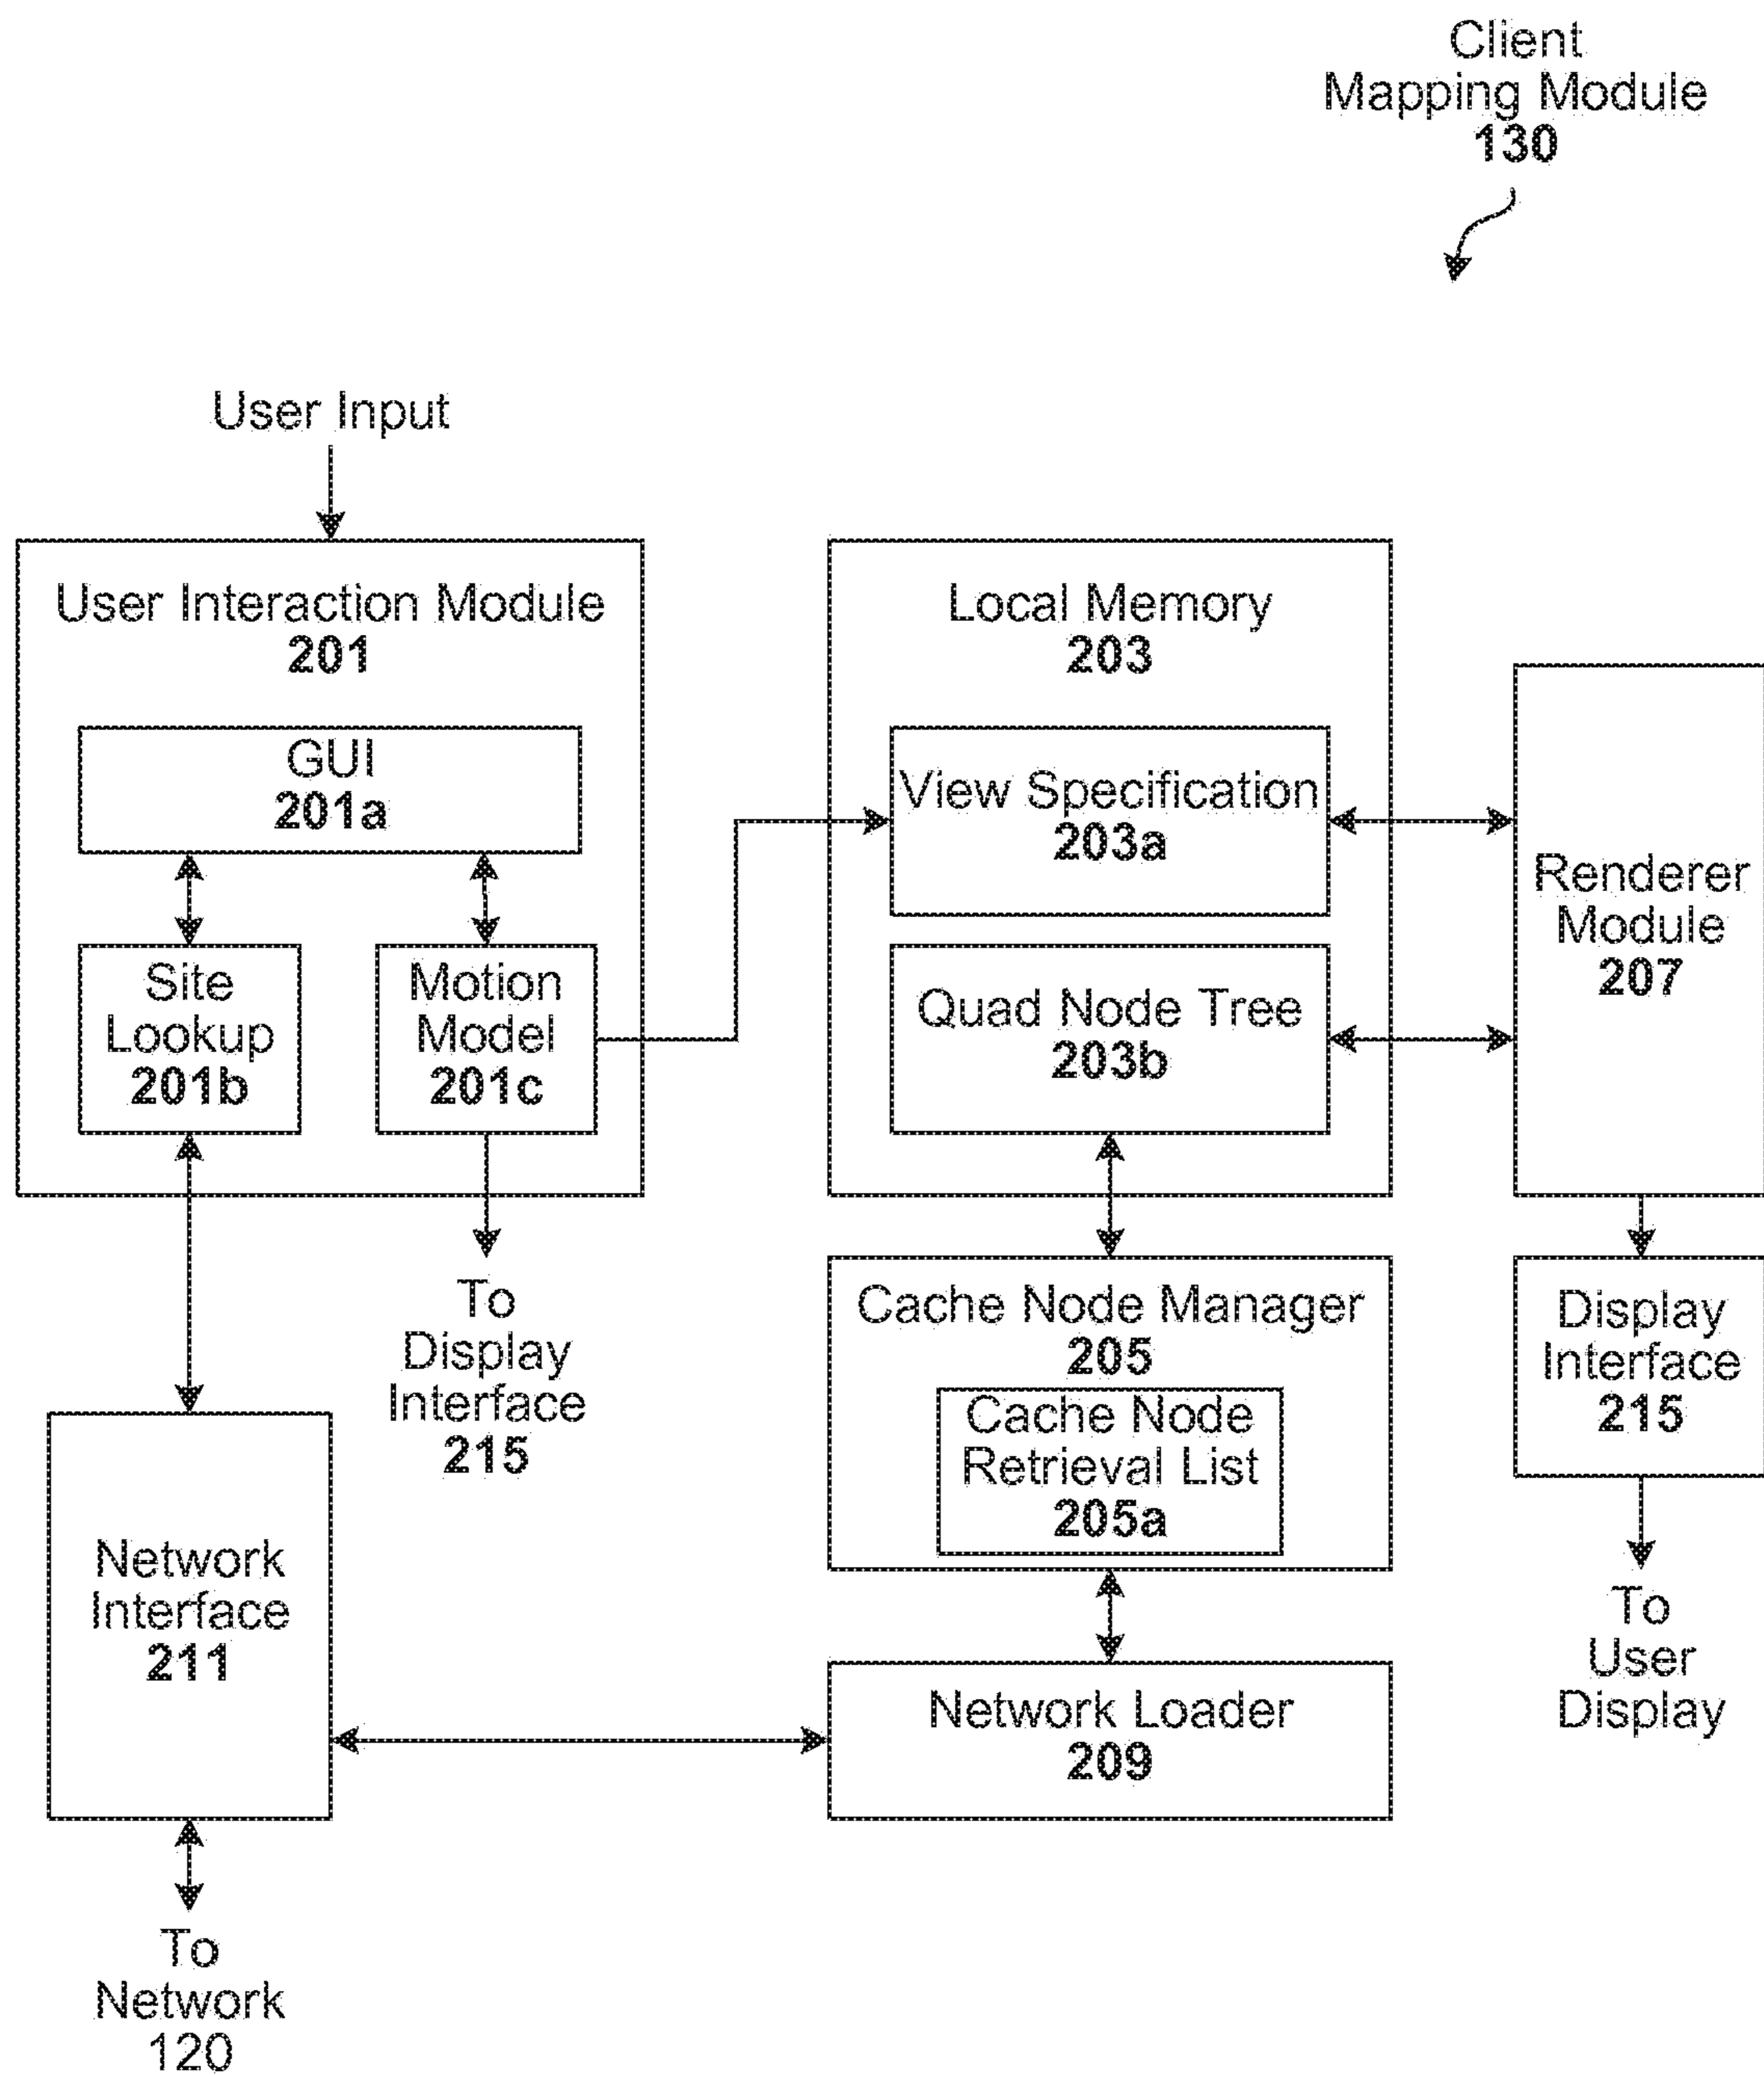 Client
Mapping Module
130
User Input
User Interaction Module
201
GUI
201a
Site
Lookup
201b
Motion
Model
201c
Local Memory
203
View Specification
203a
Quad Node Tree
203b
Renderer
Module
207
To
Display
Interface
215
Cache Node Manager
205
Cache Node
Retrieval List
205a
Display
Interface
215
Network
Interface
211
Network Loader
209
To
User
Display
To
Network
120